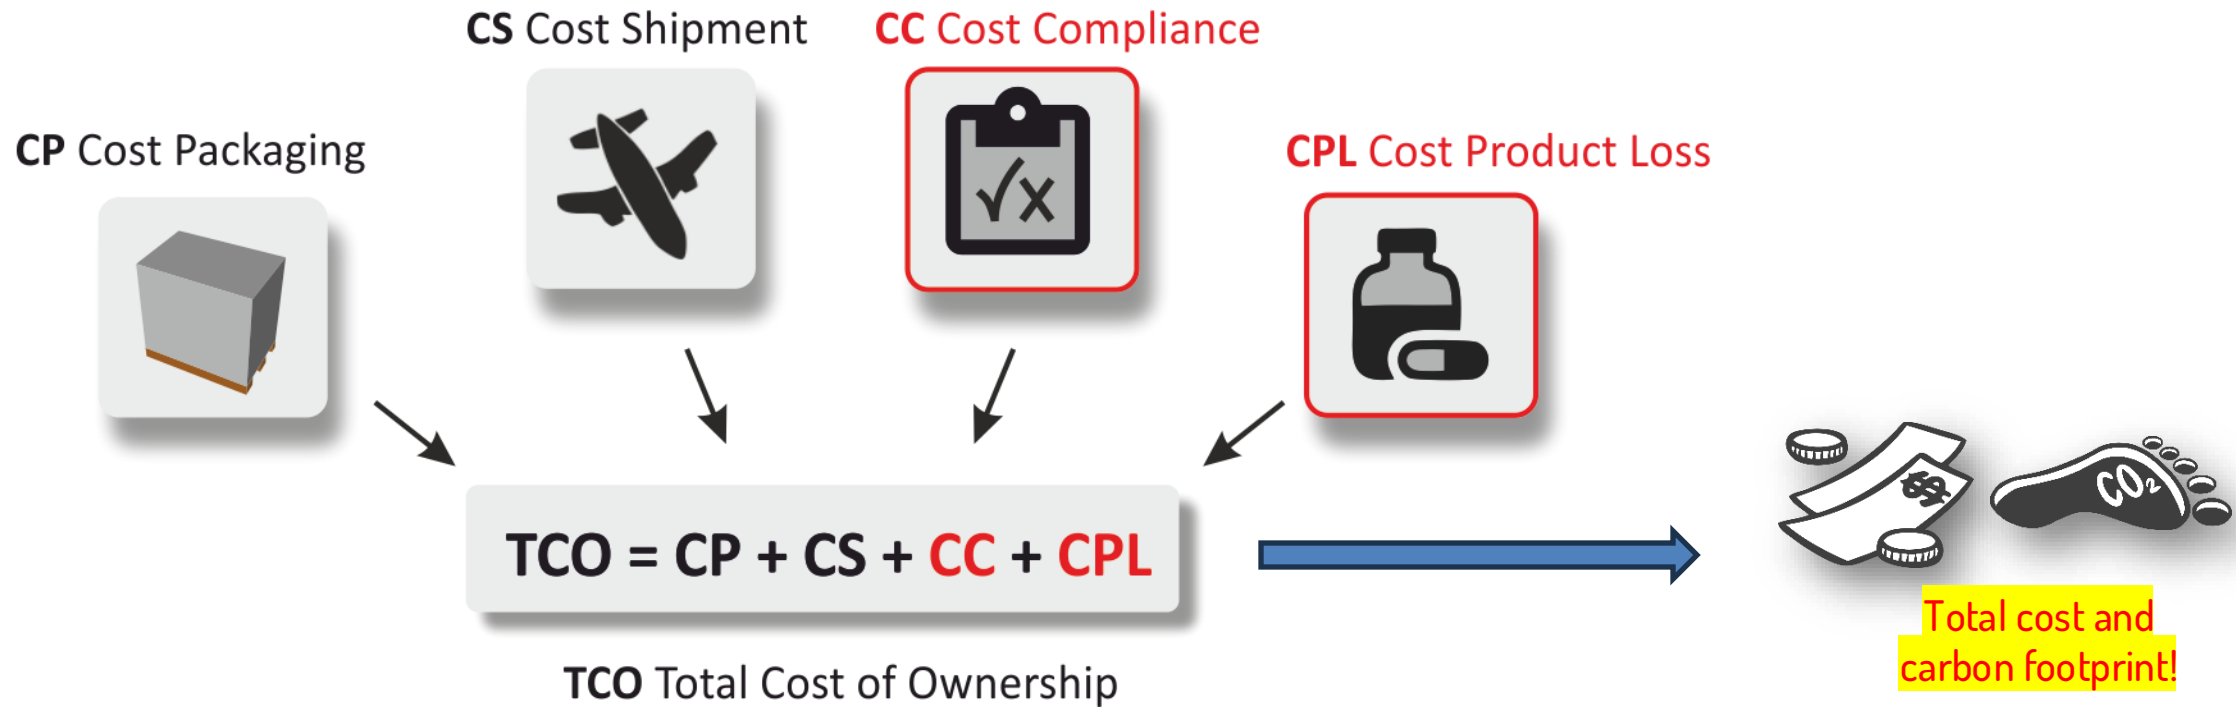 CS Cost Shipment
CC Cost Compliance
CP Cost Packaging
CPL Cost Product Loss
√x
$
CO₂
TCO = CP + CS + CC + CPL
Total cost and
carbon footprint!
TCO Total Cost of Ownership